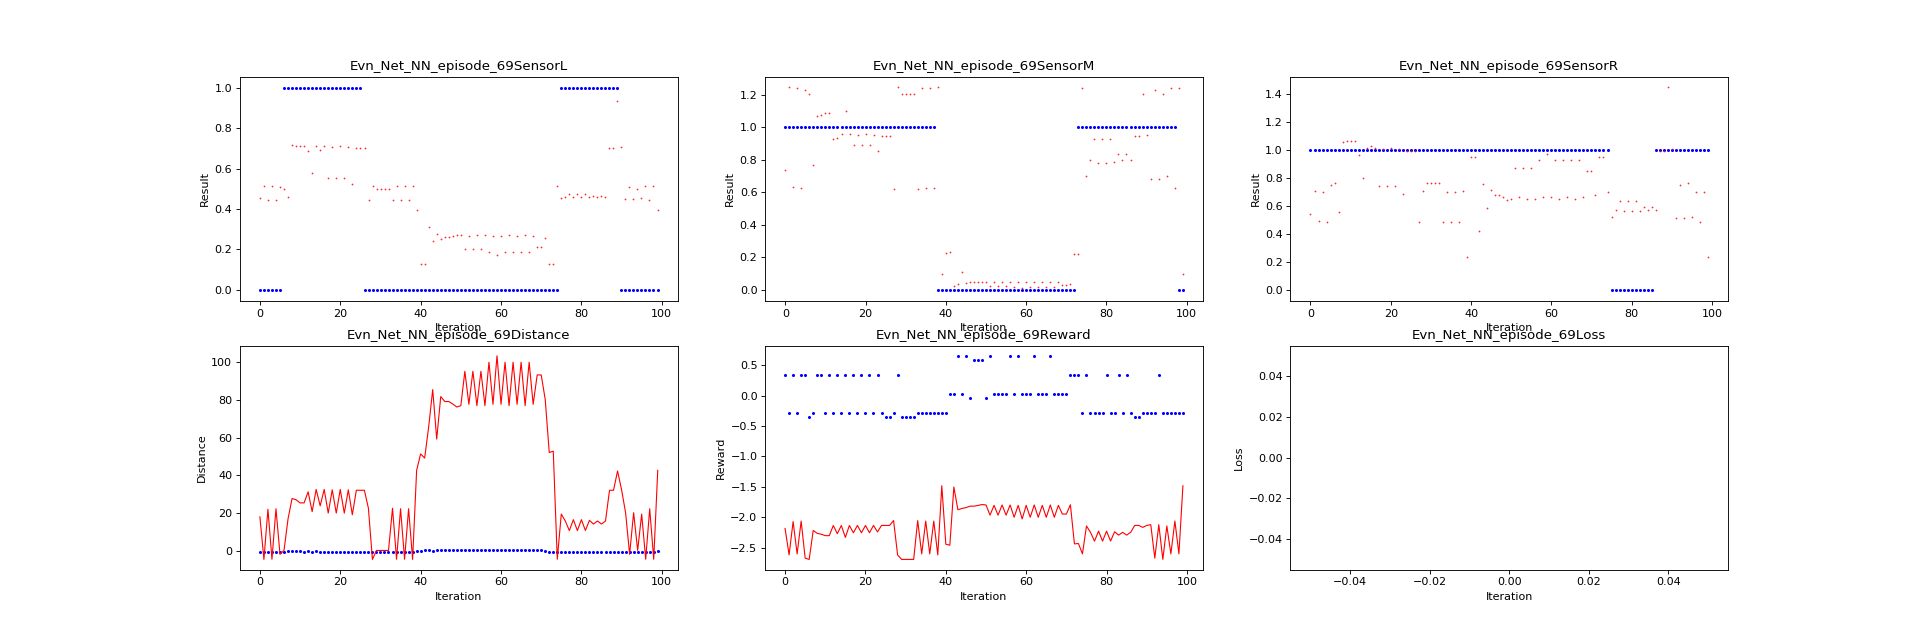 Evn_Net_NN_episode_69SensorL
Result
1.0
0.8
0.6
0.4
0.2
0.0
0 20 40 60 80 100
Iteration
Evn_Net_NN_episode_69SensorM
Result
1.2
1.0
0.8
0.6
0.4
0.2
0.0
0 20 40 60 80 100
Iteration
Evn_Net_NN_episode_69SensorR
Result
1.4
1.2
1.0
0.8
0.6
0.4
0.2
0.0
0 20 40 60 80 100
Iteration
Evn_Net_NN_episode_69Distance
Distance
100
80
60
40
20
0
0 20 40 60 80 100
Iteration
Evn_Net_NN_episode_69Reward
Reward
0.5
0.0
−0.5
−1.0
−1.5
−2.0
−2.5
0 20 40 60 80 100
Iteration
Evn_Net_NN_episode_69Loss
Loss
0.04
0.02
0.00
−0.02
−0.04
−0.04 −0.02 0.00 0.02 0.04
Iteration